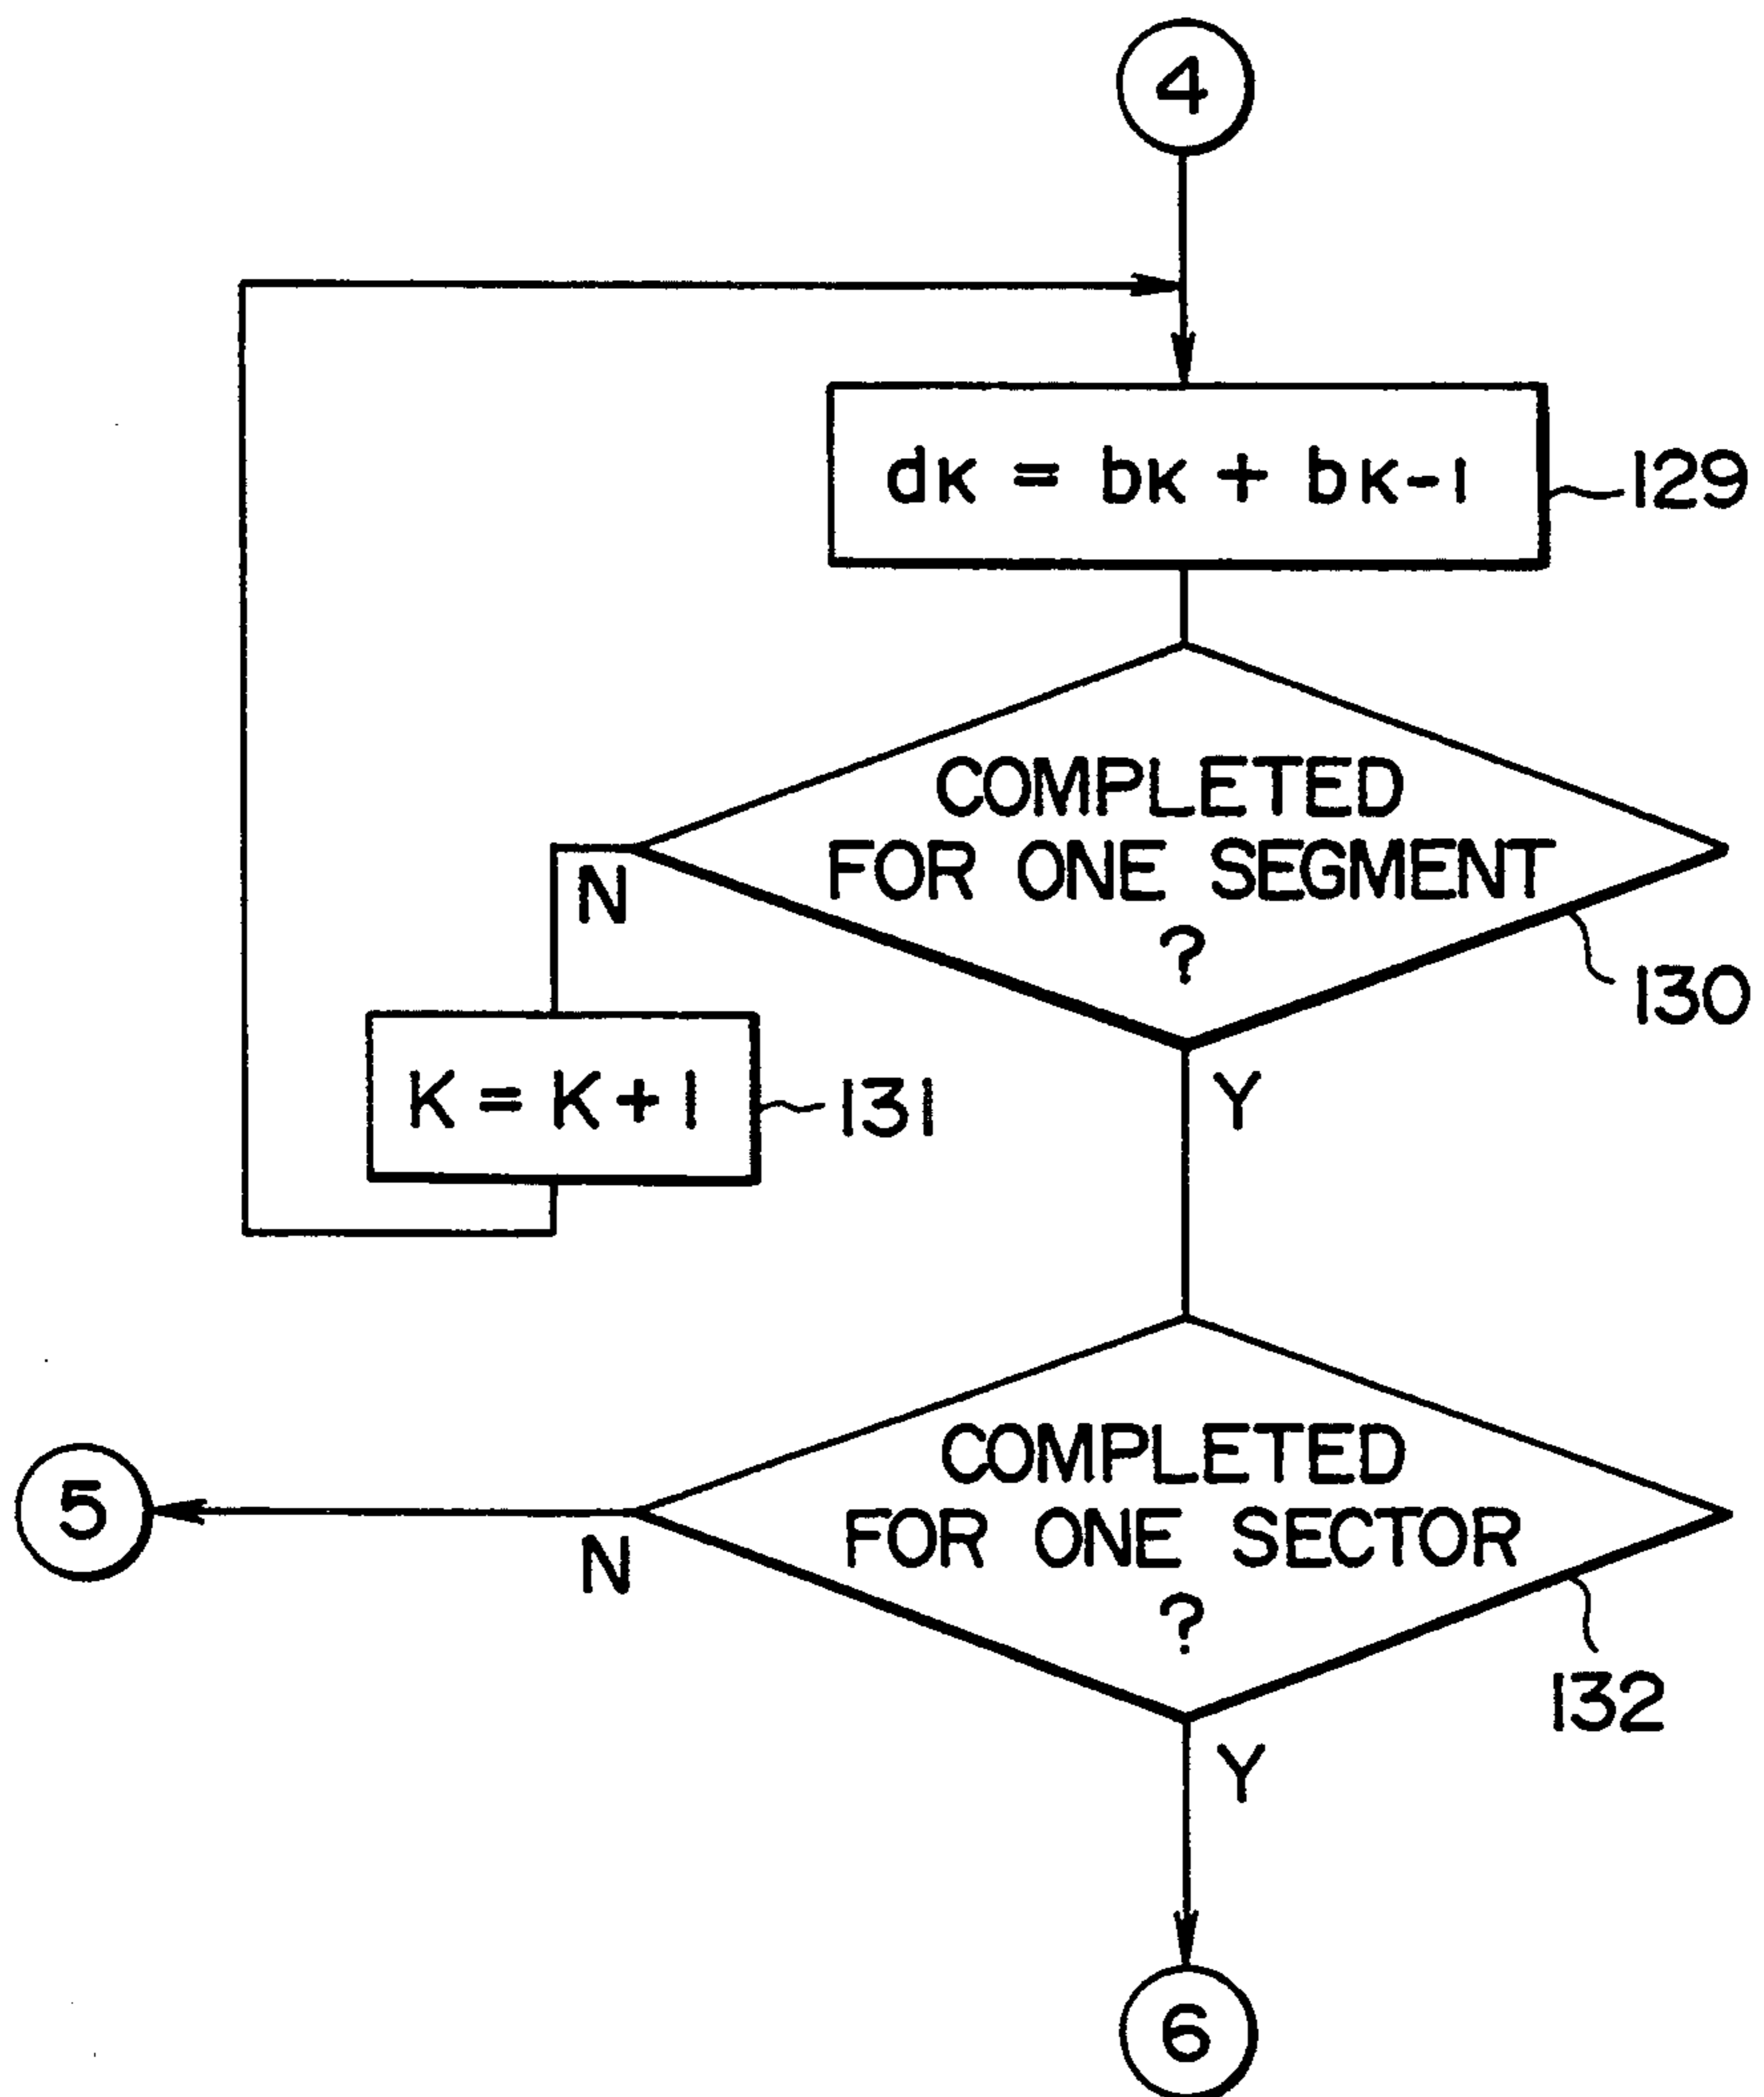 4
dK = bK + bK-1
129
COMPLETED
FOR ONE SEGMENT
?
N
130
K = K + 1
131
Y
COMPLETED
FOR ONE SECTOR
?
5
N
132
Y
6